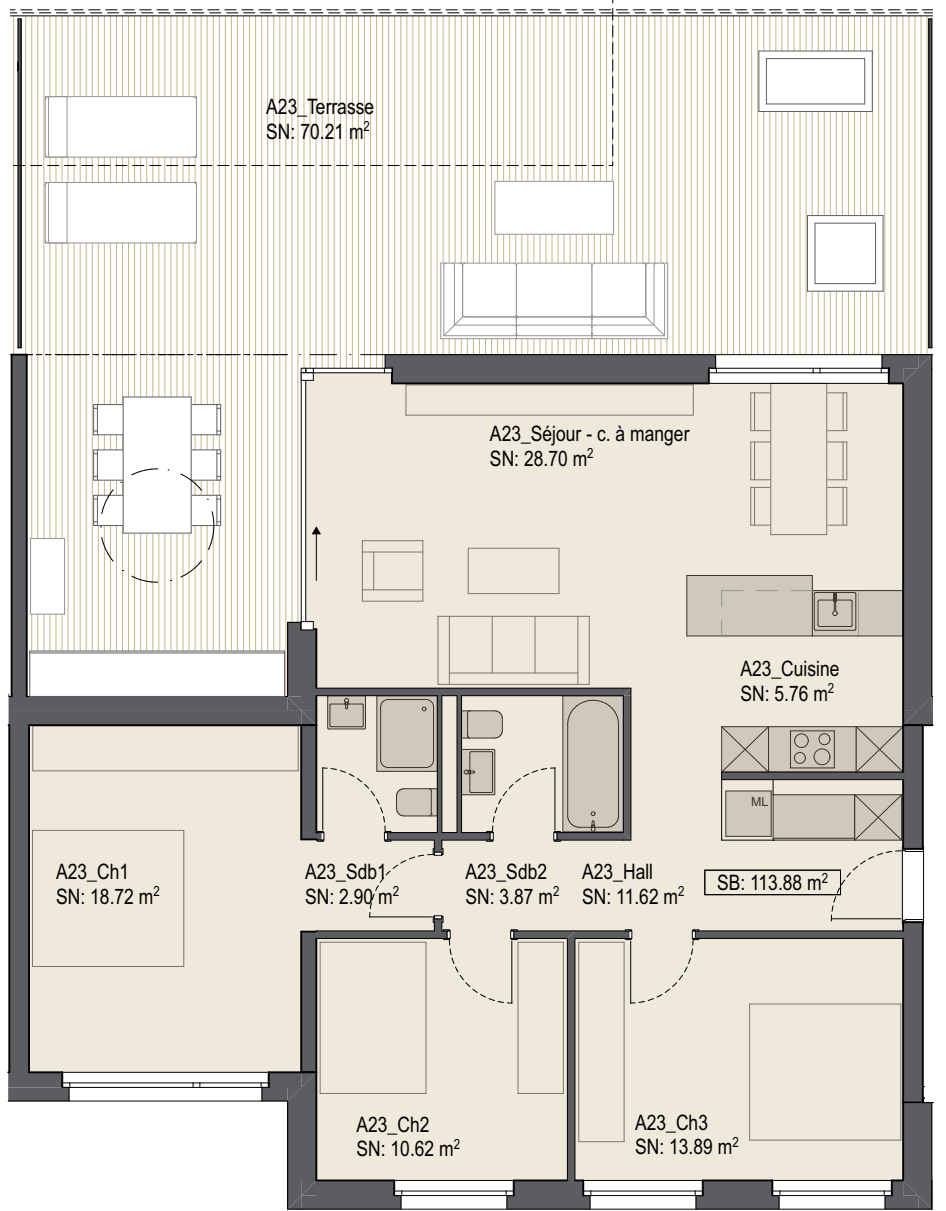 A23_Terrasse
SN: 70.21 m²
A23_Séjour - c. à manger
SN: 28.70 m²
A23_Cuisine
SN: 5.76 m²
ML
A23_Ch1
SN: 18.72 m²
A23_Sdb1
SN: 2.90 m²
A23_Sdb2
SN: 3.87 m²
A23_Hall
SN: 11.62 m²
SB: 113.88 m²
A23_Ch2
SN: 10.62 m²
A23_Ch3
SN: 13.89 m²